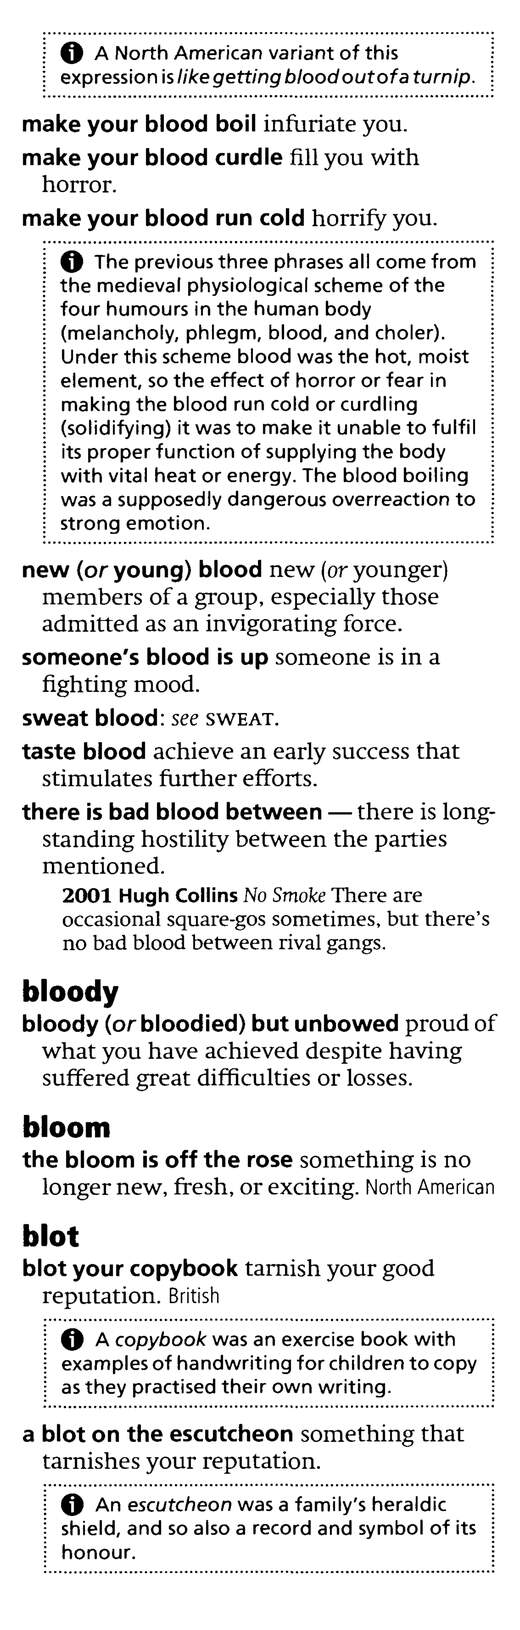 A North American variant of this
expression is like getting blood out of a turnip.
make your blood boil infuriate you.
make your blood curdle fill you with
horror.
make your blood run cold horrify you.
The previous three phrases all come from
the medieval physiological scheme of the
four humours in the human body
(melancholy, phlegm, blood, and choler).
Under this scheme blood was the hot, moist
element, so the effect of horror or fear in
making the blood run cold or curdling
(solidifying) it was to make it unable to fulfil
its proper function of supplying the body
with vital heat or energy. The blood boiling
was a supposedly dangerous overreaction to
strong emotion.
new (or young) blood new (or younger)
members of a group, especially those
admitted as an invigorating force.
someone's blood is up someone is in a
fighting mood.
sweat blood: see SWEAT.
taste blood achieve an early success that
stimulates further efforts.
there is bad blood between — there is long-
standing hostility between the parties
mentioned.
2001 Hugh Collins No Smoke There are
occasional square-gos sometimes, but there's
no bad blood between rival gangs.
bloody
bloody (or bloodied) but unbowed proud of
what you have achieved despite having
suffered great difficulties or losses.
bloom
the bloom is off the rose something is no
longer new, fresh, or exciting. North American
blot
blot your copybook tarnish your good
reputation. British
A copybook was an exercise book with
examples of handwriting for children to copy
as they practised their own writing.
a blot on the escutcheon something that
tarnishes your reputation.
An escutcheon was a family's heraldic
shield, and so also a record and symbol of its
honour.